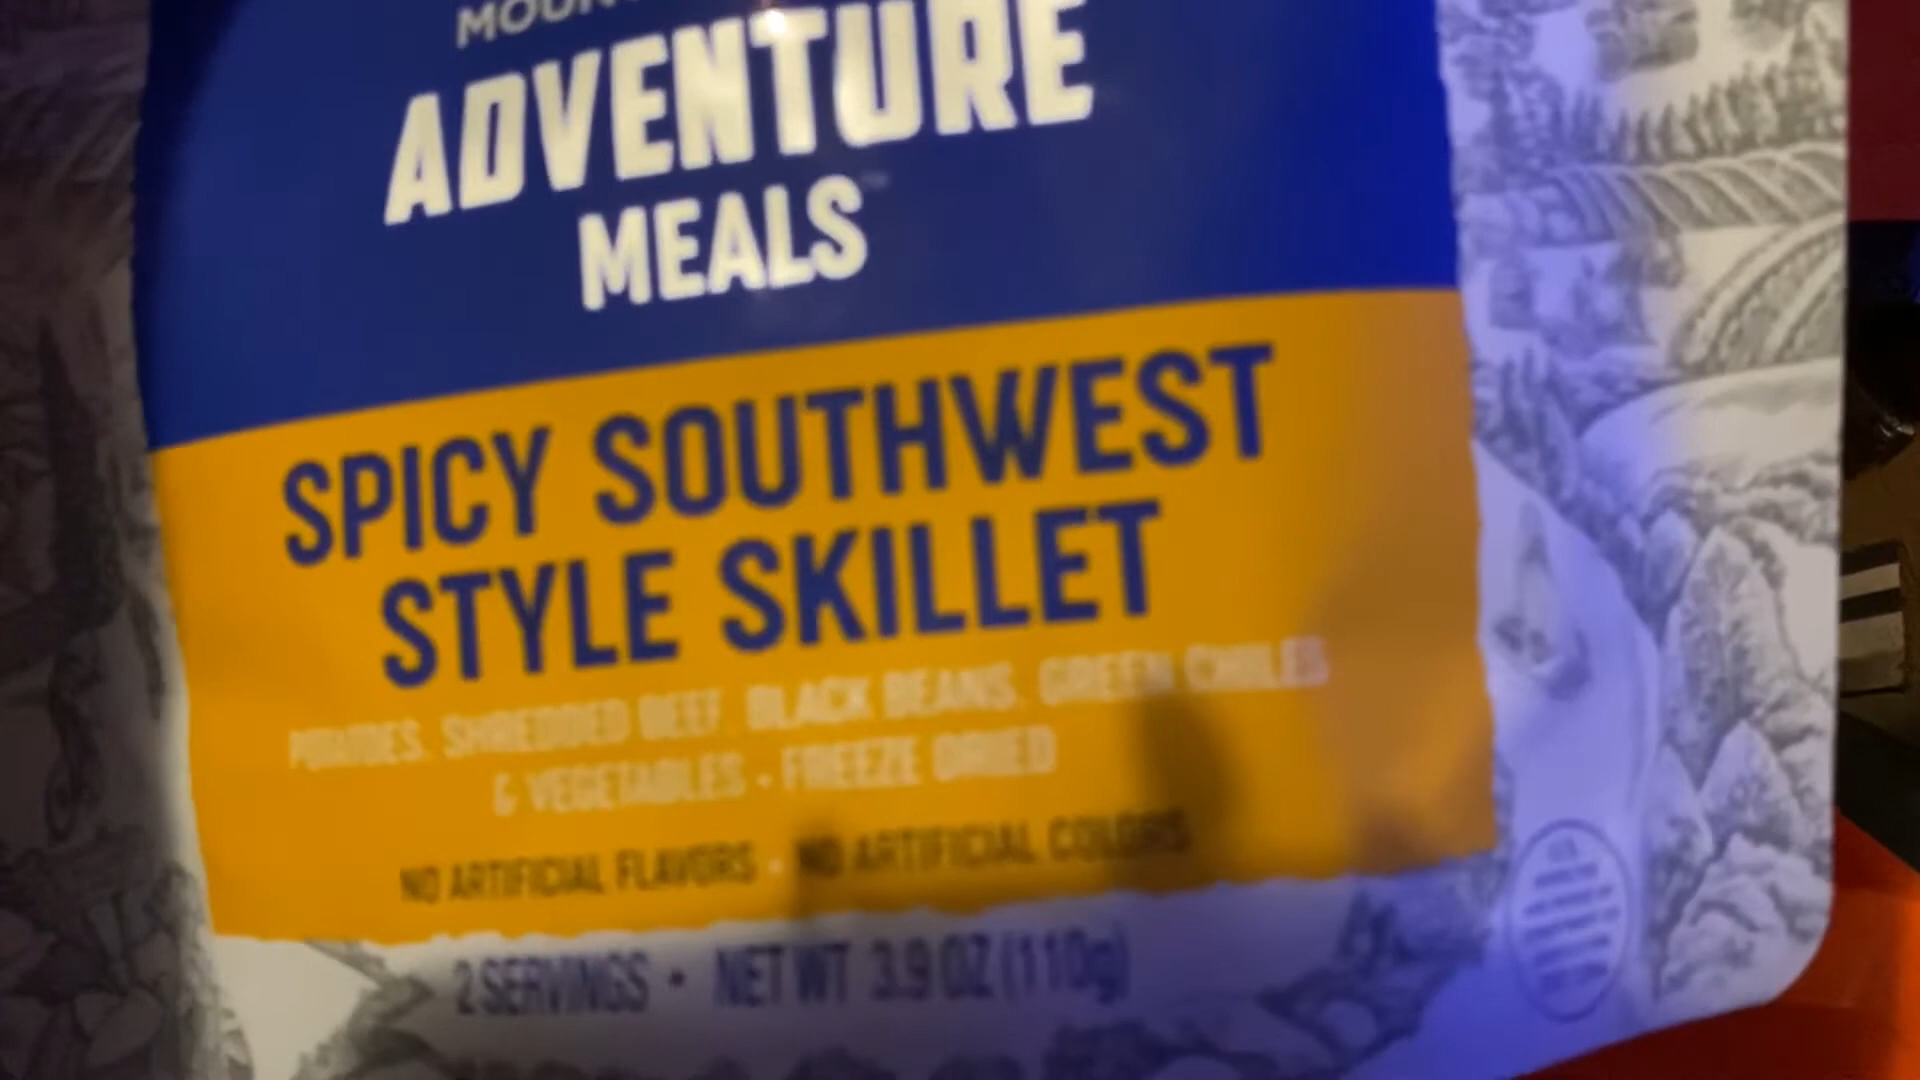 ADVENTURE
MEALS™
SPICY SOUTHWEST
STYLE SKILLET
POTATOES, SHREDDED BEEF, BLACK BEANS, GREEN CHILES
& VEGETABLES • FREEZE DRIED
NO ARTIFICIAL FLAVORS • NO ARTIFICIAL COLORS
2 SERVINGS • NET WT 3.9 OZ (110g)